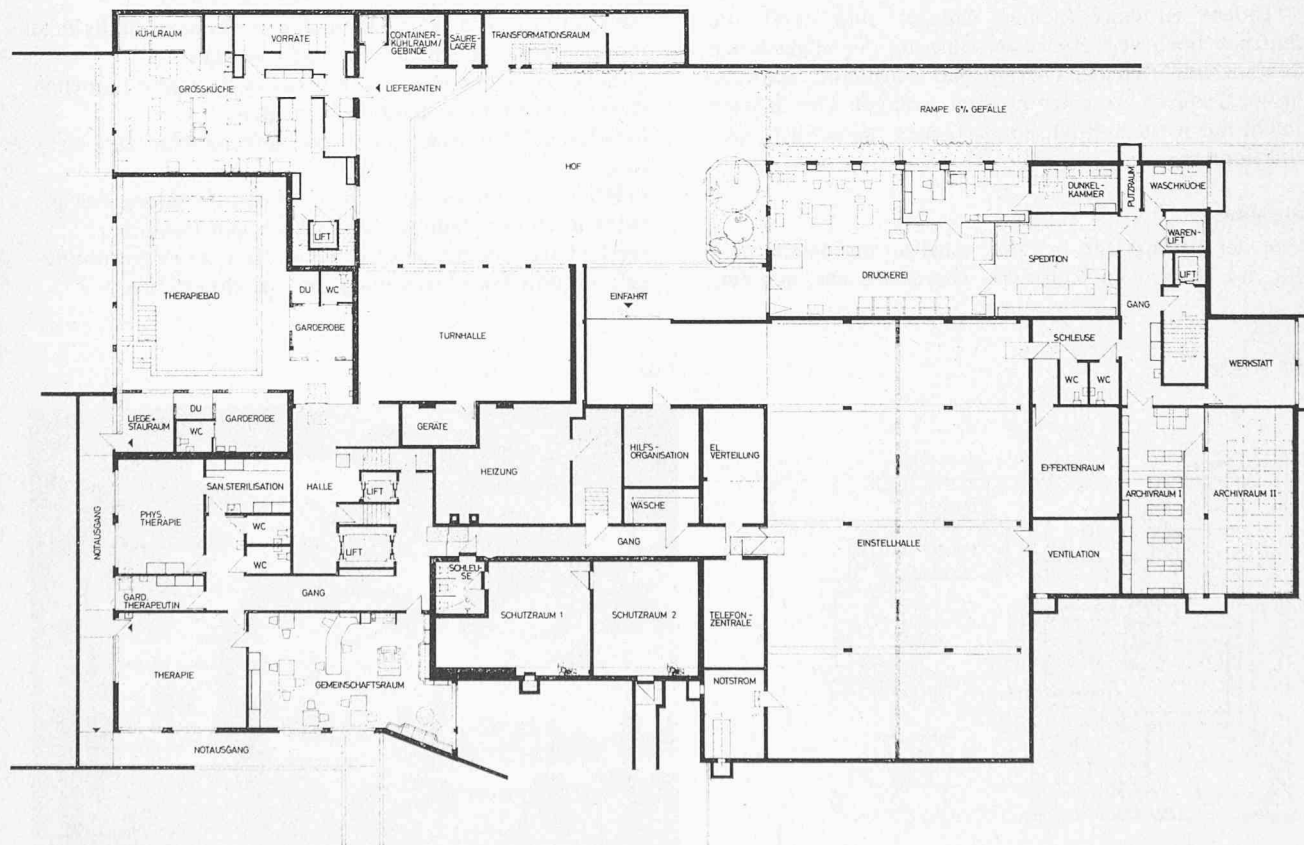 KÜHLRAUM
VORRÄTE
CONTAINER-
KÜHLRAUM/
GEBINDE
SÄURE-
LAGER
TRANSFORMATIONSRAUM
GROSSKÜCHE
LIEFERANTEN
RAMPE 6% GEFÄLLE
HOF
DUNKEL-
KAMMER
PUTZRAUM
WASCHKÜCHE
WAREN-
LIFT
LIFT
LIFT
SPEDITION
DRUCKEREI
THERAPIEBAD
DU
WC
EINFAHRT
GANG
GARDEROBE
TURNHALLE
SCHLEUSE
WERKSTATT
WC
WC
LIEGE +
STAURAUM
DU
WC
GARDEROBE
GERÄTE
HEIZUNG
HILFS-
ORGANISATION
EL.
VERTEILUNG
EFFEKTENRAUM
ARCHIVRAUM I
ARCHIVRAUM II
SAN. STERILISATION
HALLE
LIFT
WÄSCHE
PHYS.
THERAPIE
WC
NOTAUSGANG
WC
LIFT
GANG
EINSTELLHALLE
VENTILATION
GARD.
THERAPEUTIN
GANG
SCHLEU-
SE
SCHUTZRAUM 1
SCHUTZRAUM 2
TELEFON-
ZENTRALE
THERAPIE
GEMEINSCHAFTSRAUM
NOTSTROM
NOTAUSGANG